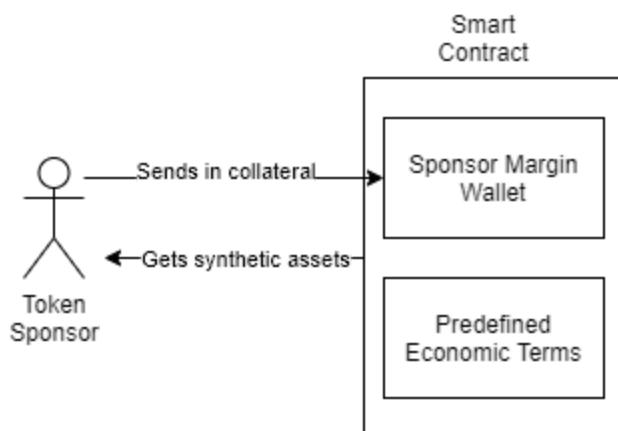 Smart
Contract
Sponsor Margin
Wallet
Sends in collateral
Gets synthetic assets
Token
Sponsor
Predefined
Economic Terms